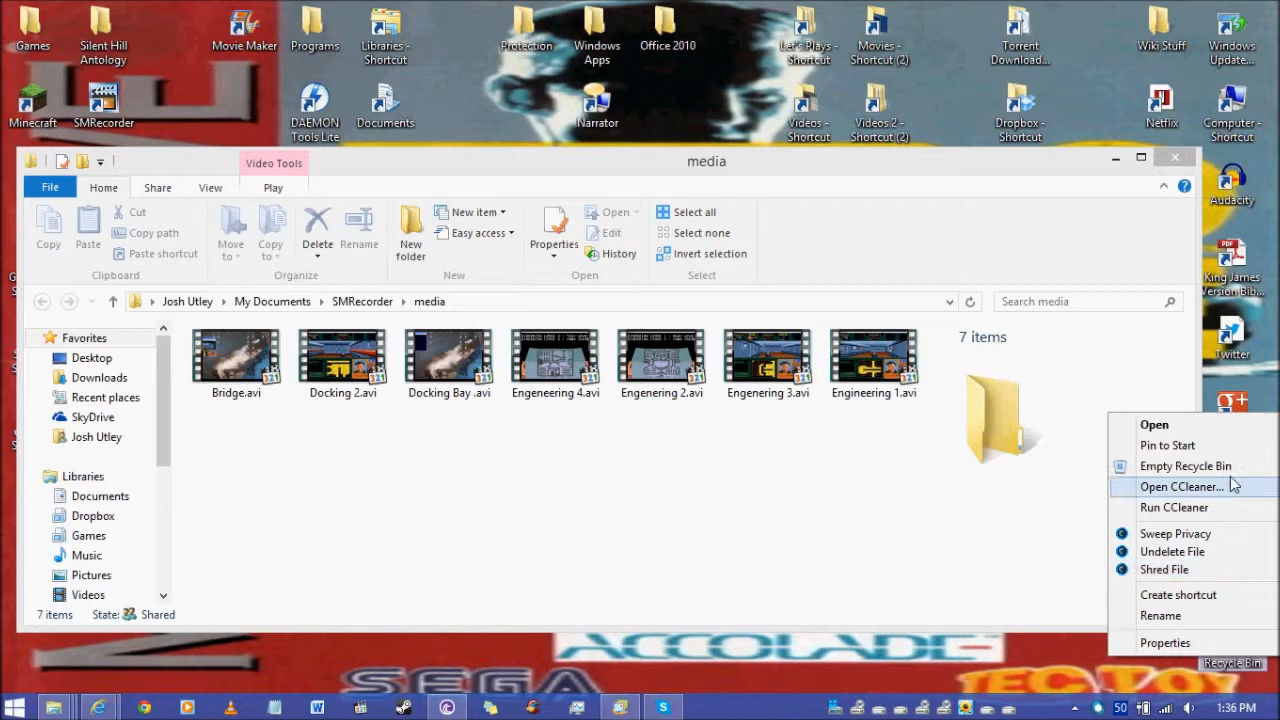 Games
Silent Hill
Antology
Movie Maker
Programs
Libraries -
Shortcut
Protection
Windows
Apps
Office 2010
Let's Plays -
Shortcut
Movies -
Shortcut (2)
Torrent
Download...
Wiki Stuff
Windows
Update...
Minecraft
SMRecorder
DAEMON
Tools Lite
Documents
Narrator
Videos -
Shortcut
Videos 2 -
Shortcut (2)
Dropbox -
Shortcut
Netflix
Computer -
Shortcut
Video Tools
media
File
Home
Share
View
Play
Copy
Paste
Cut
Copy path
Paste shortcut
Clipboard
Move
to
Copy
to
Delete
Rename
Organize
New
folder
New item
Easy access
New
Properties
Open
Edit
History
Open
Select all
Select none
Invert selection
Select
Audacity
PDF
King James
Version Bib...
Twitter
Josh Utley
My Documents
SMRecorder
media
Search media
Favorites
Desktop
Downloads
Recent places
SkyDrive
Josh Utley
Libraries
Documents
Dropbox
Games
Music
Pictures
Videos
Bridge.avi
Docking 2.avi
Docking Bay .avi
Engeneering 4.avi
Engenering 2.avi
Engenering 3.avi
Engineering 1.avi
7 items
Open
Pin to Start
Empty Recycle Bin
Open CCleaner...
Run CCleaner
Sweep Privacy
Undelete File
Shred File
Create shortcut
Rename
Properties
7 items
State:
Shared
ACCOLADE
Recycle Bin
SEGA
TEC TOY
50
1:36 PM